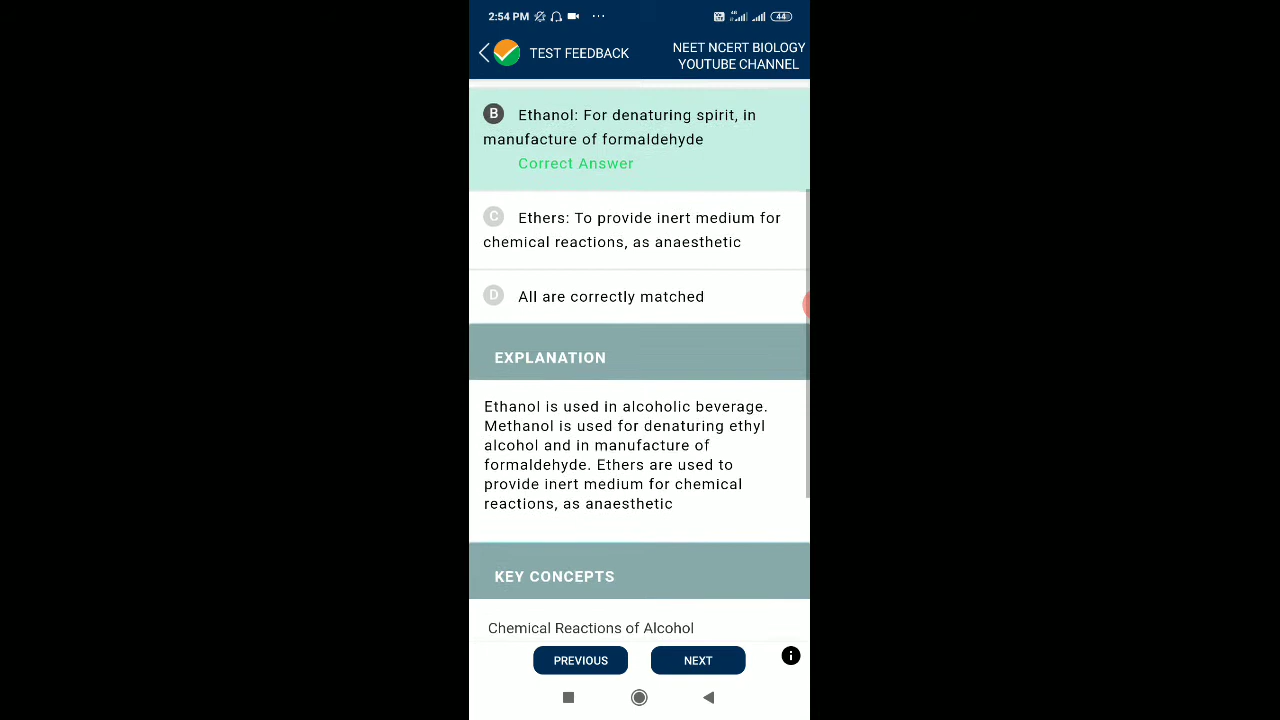 2:54 PM ... 4G 44
TEST FEEDBACK
NEET NCERT BIOLOGY
YOUTUBE CHANNEL
B Ethanol: For denaturing spirit, in
manufacture of formaldehyde
Correct Answer
C Ethers: To provide inert medium for
chemical reactions, as anaesthetic
D All are correctly matched
EXPLANATION
Ethanol is used in alcoholic beverage.
Methanol is used for denaturing ethyl
alcohol and in manufacture of
formaldehyde. Ethers are used to
provide inert medium for chemical
reactions, as anaesthetic
KEY CONCEPTS
Chemical Reactions of Alcohol
PREVIOUS
NEXT
i